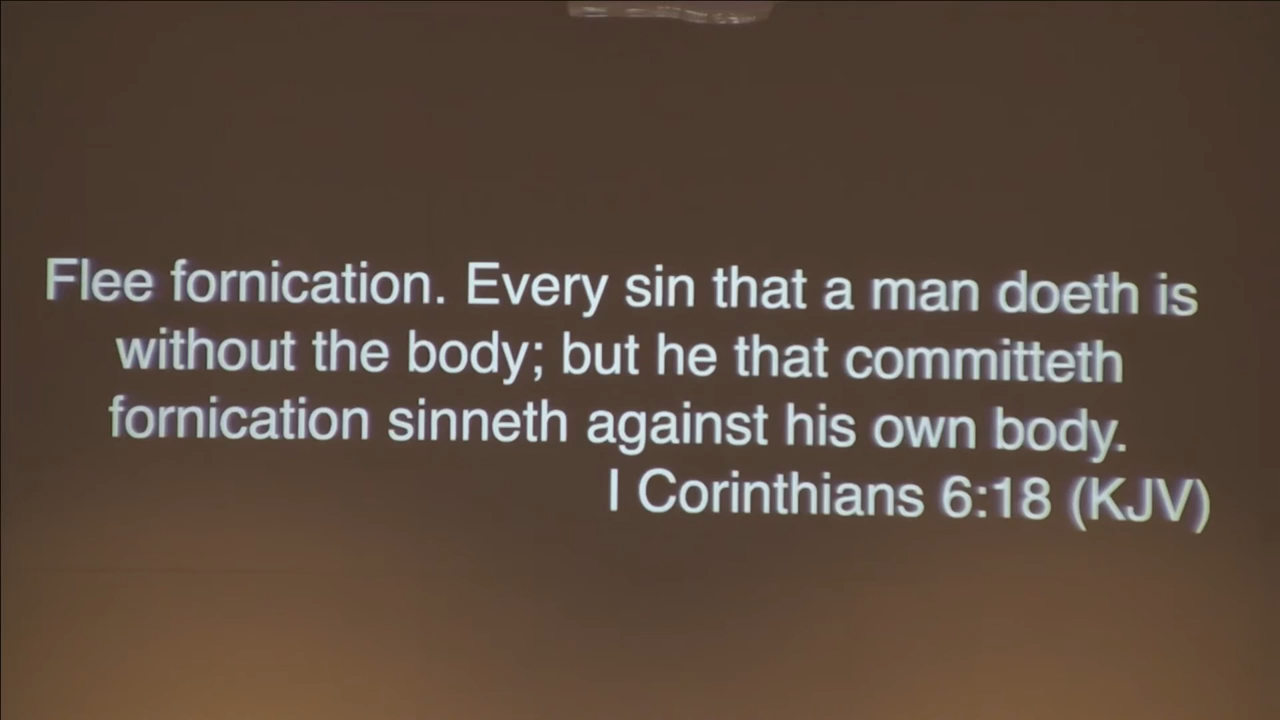 Flee fornication. Every sin that a man doeth is
without the body; but he that committeth
fornication sinneth against his own body.
I Corinthians 6:18 (KJV)